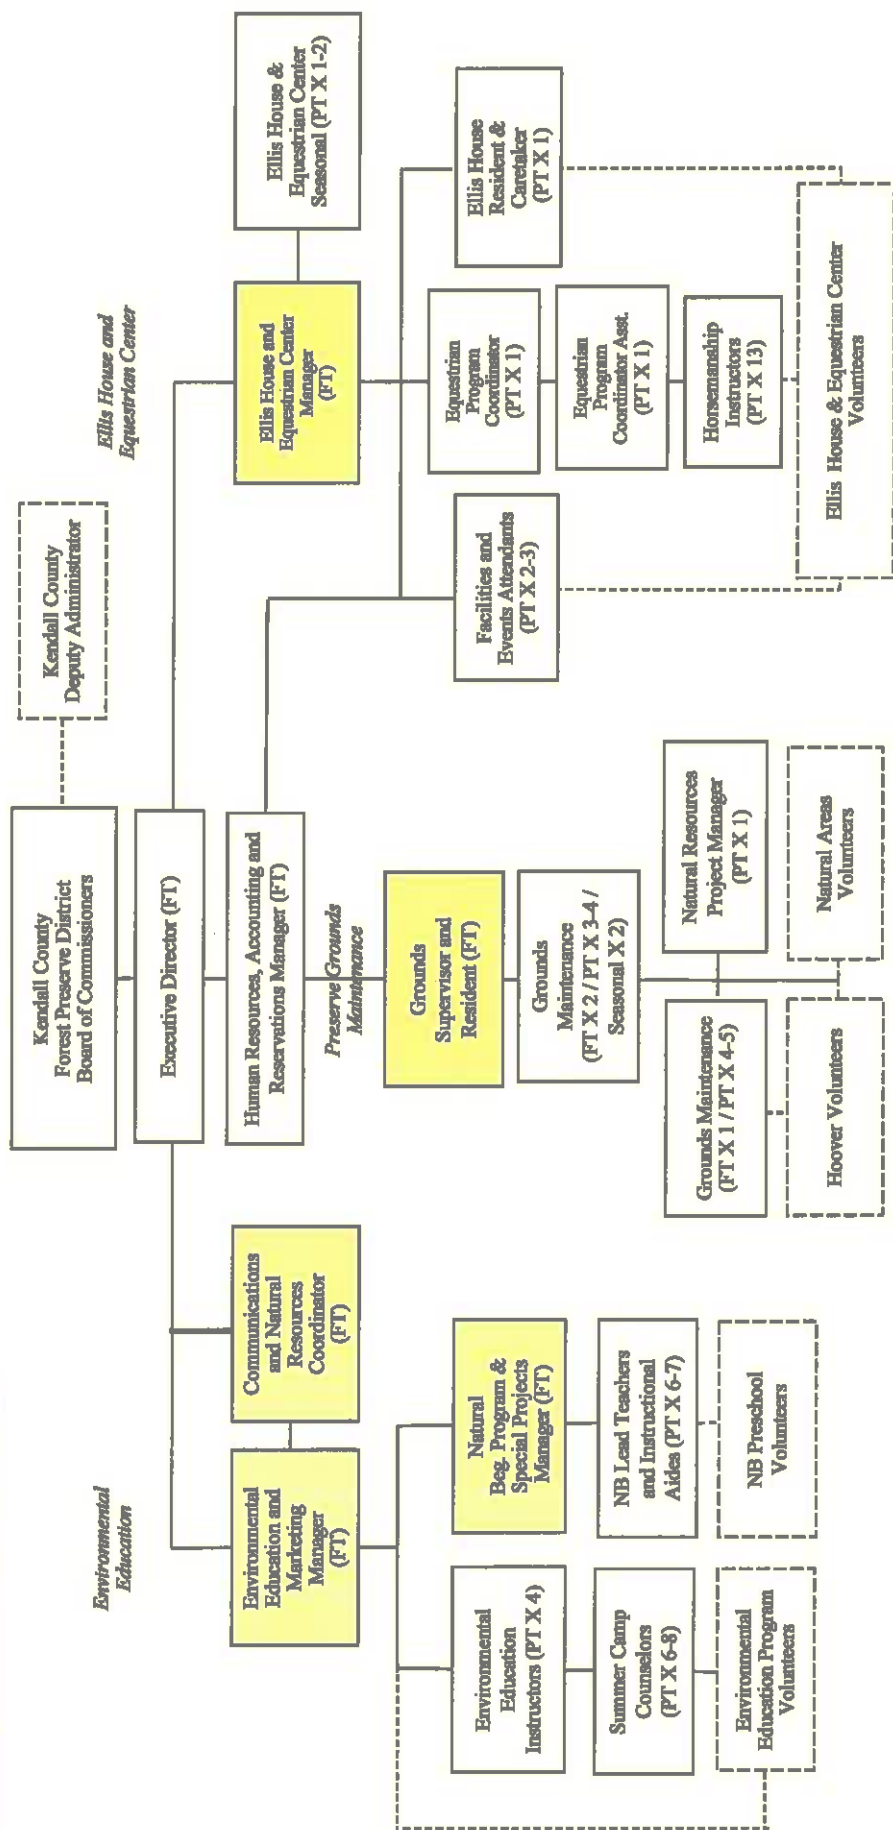 Kendall County
Forest Preserve District
Board of Commissioners
Kendall County
Deputy Administrator
Executive Director (FT)
Human Resources, Accounting and
Reservations Manager (FT)
Environmental
Education
Environmental
Education and
Marketing
Manager
(FT)
Communications
and Natural
Resources
Coordinator
(FT)
Environmental
Education
Instructors (PT X 4)
Summer Camp
Counselors
(PT X 6-8)
Environmental
Education Program
Volunteers
Natural
Beg. Program &
Special Projects
Manager (FT)
NB Lead Teachers
and Instructional
Aides (PT X 6-7)
NB Preschool
Volunteers
Preserve Grounds
Maintenance
Grounds
Supervisor and
Resident (FT)
Grounds
Maintenance
(FT X 2 / PT X 3-4 /
Seasonal X 2)
Grounds Maintenance
(FT X 1 / PT X 4-5)
Hoover Volunteers
Natural Resources
Project Manager
(PT X 1)
Natural Areas
Volunteers
Ellis House and
Equestrian Center
Ellis House and
Equestrian Center
Manager
(FT)
Ellis House &
Equestrian Center
Seasonal (PT X 1-2)
Facilities and
Events Attendants
(PT X 2-3)
Equestrian
Program
Coordinator
(PT X 1)
Equestrian
Program
Coordinator Asst.
(PT X 1)
Horsemanship
Instructors
(PT X 13)
Ellis House
Resident &
Caretaker
(PT X 1)
Ellis House & Equestrian Center
Volunteers